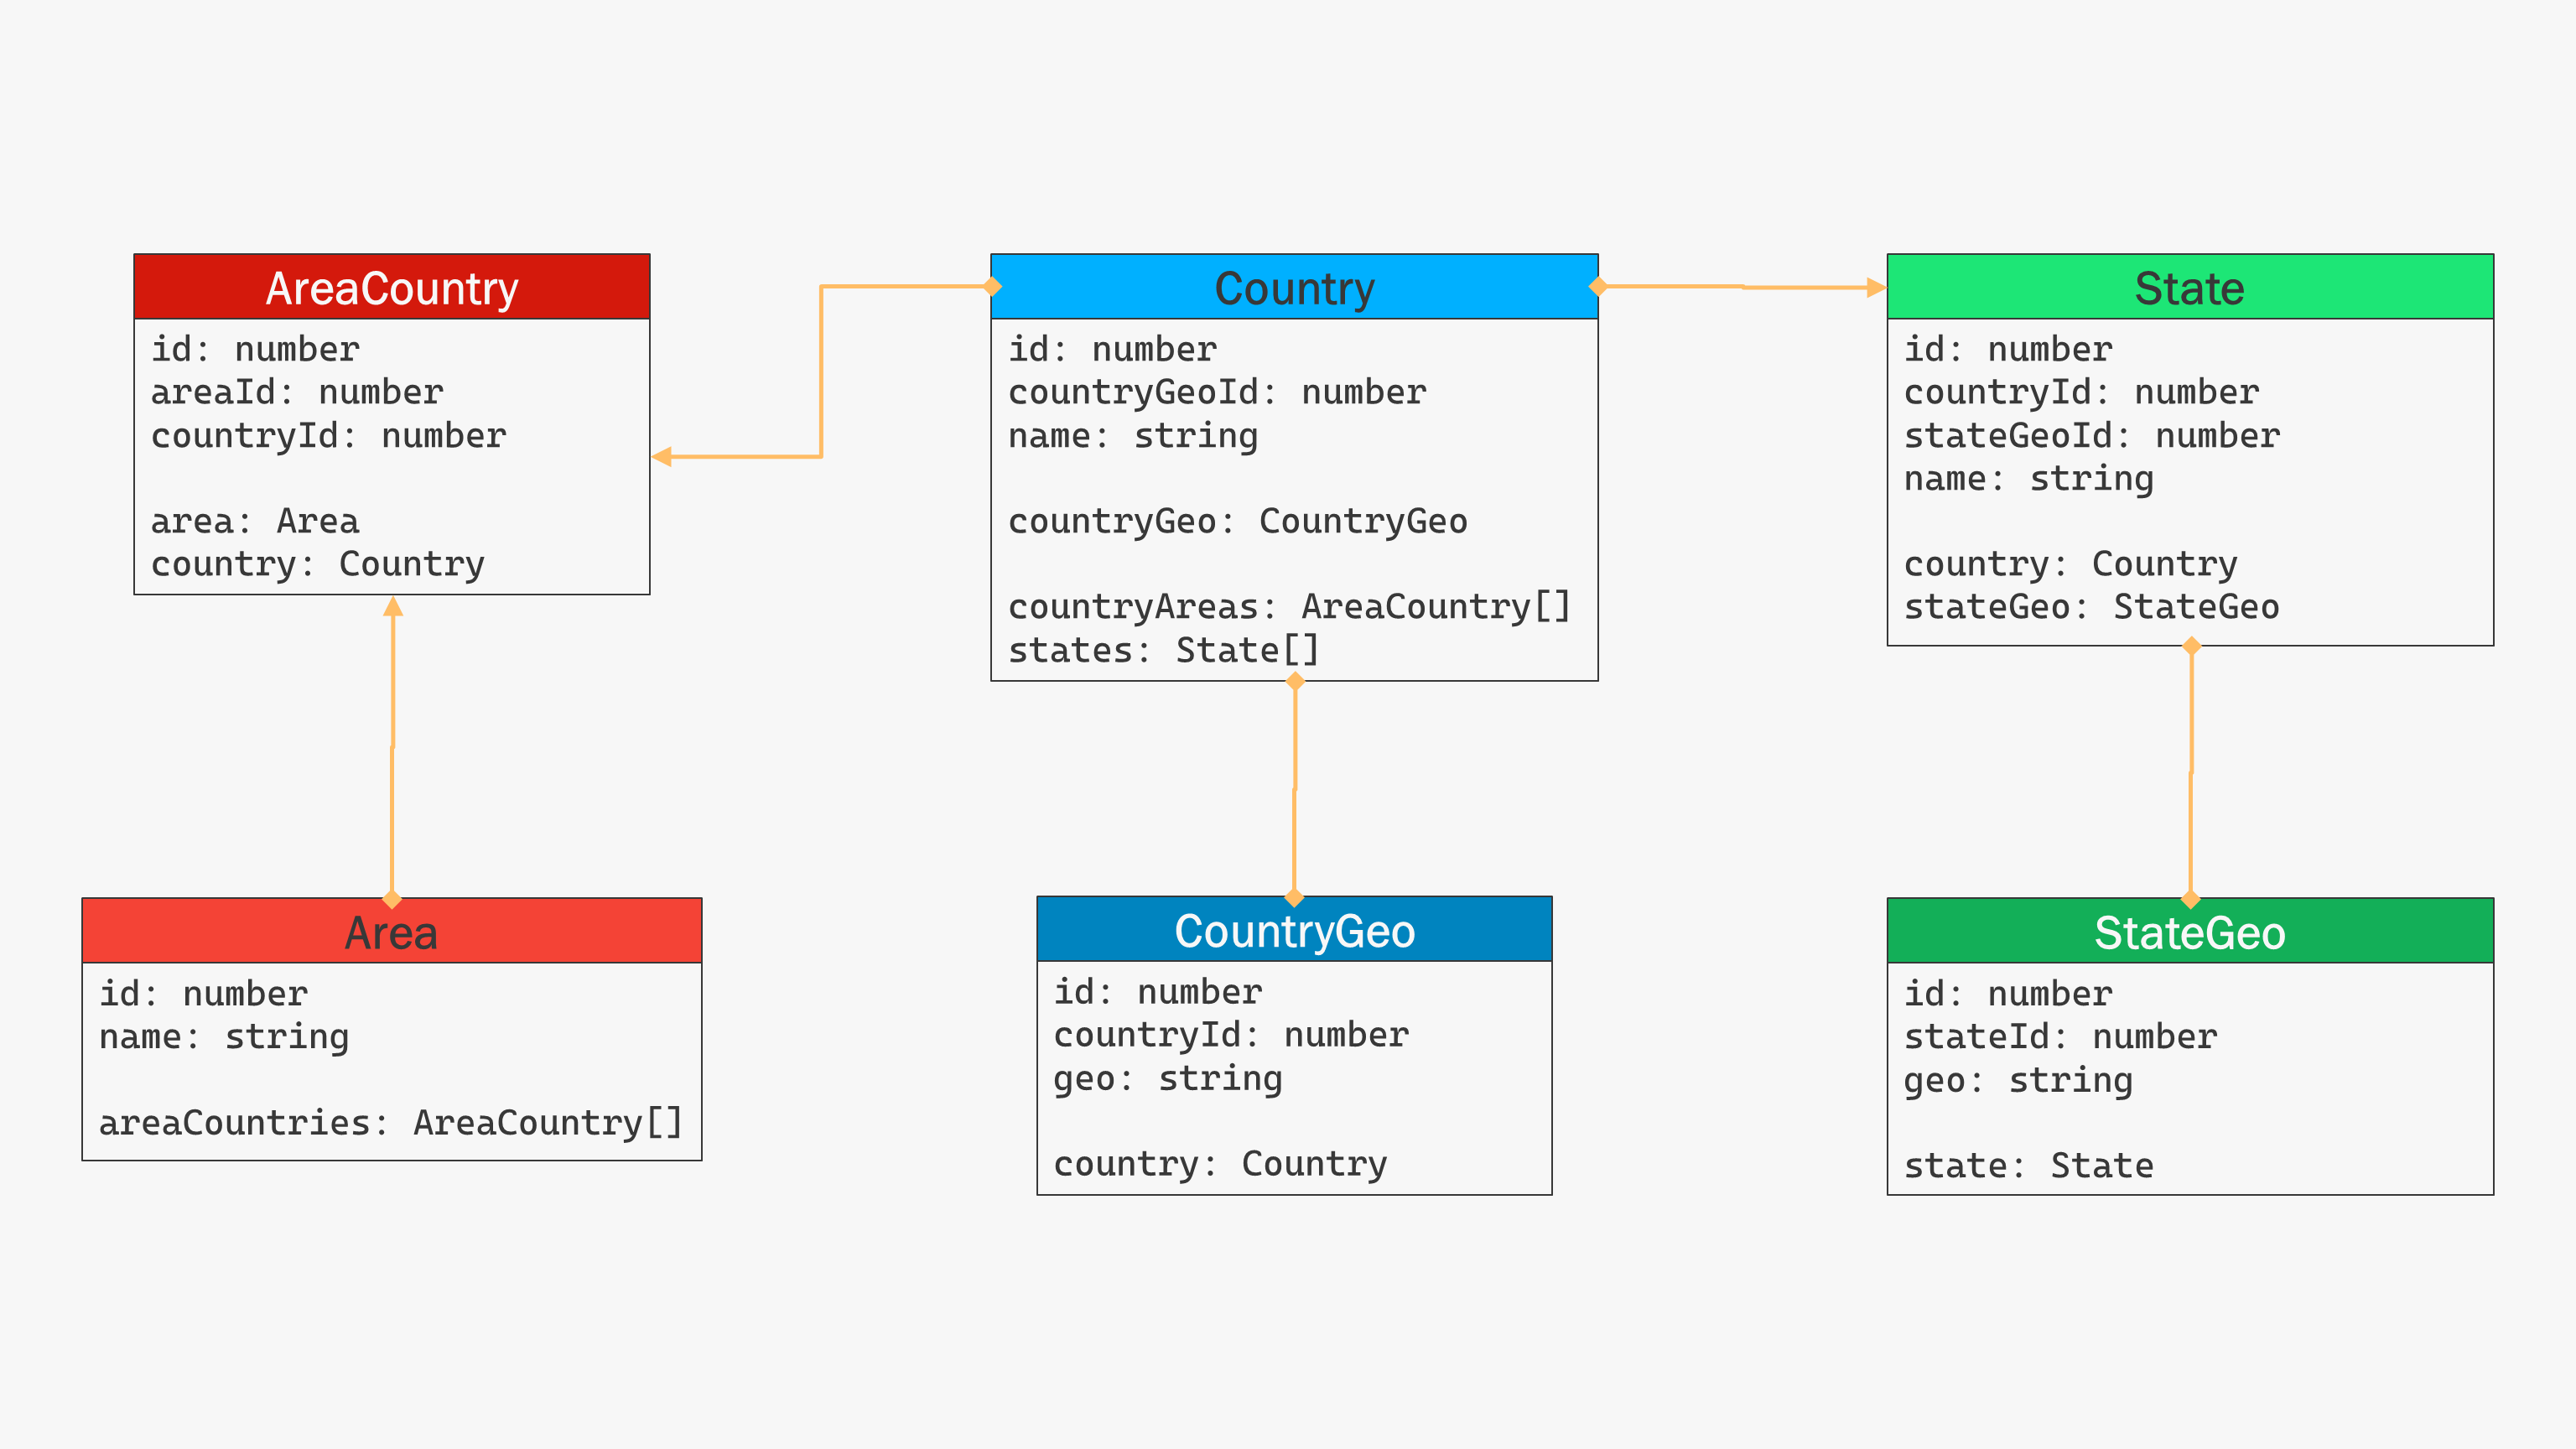 AreaCountry
id: number
areaId: number
countryId: number
area: Area
country: Country
Country
id: number
countryGeoId: number
name: string
countryGeo: CountryGeo
countryAreas: AreaCountry[]
states: State[]
State
id: number
countryId: number
stateGeoId: number
name: string
country: Country
stateGeo: StateGeo
Area
id: number
name: string
areaCountries: AreaCountry[]
CountryGeo
id: number
countryId: number
geo: string
country: Country
StateGeo
id: number
stateId: number
geo: string
state: State